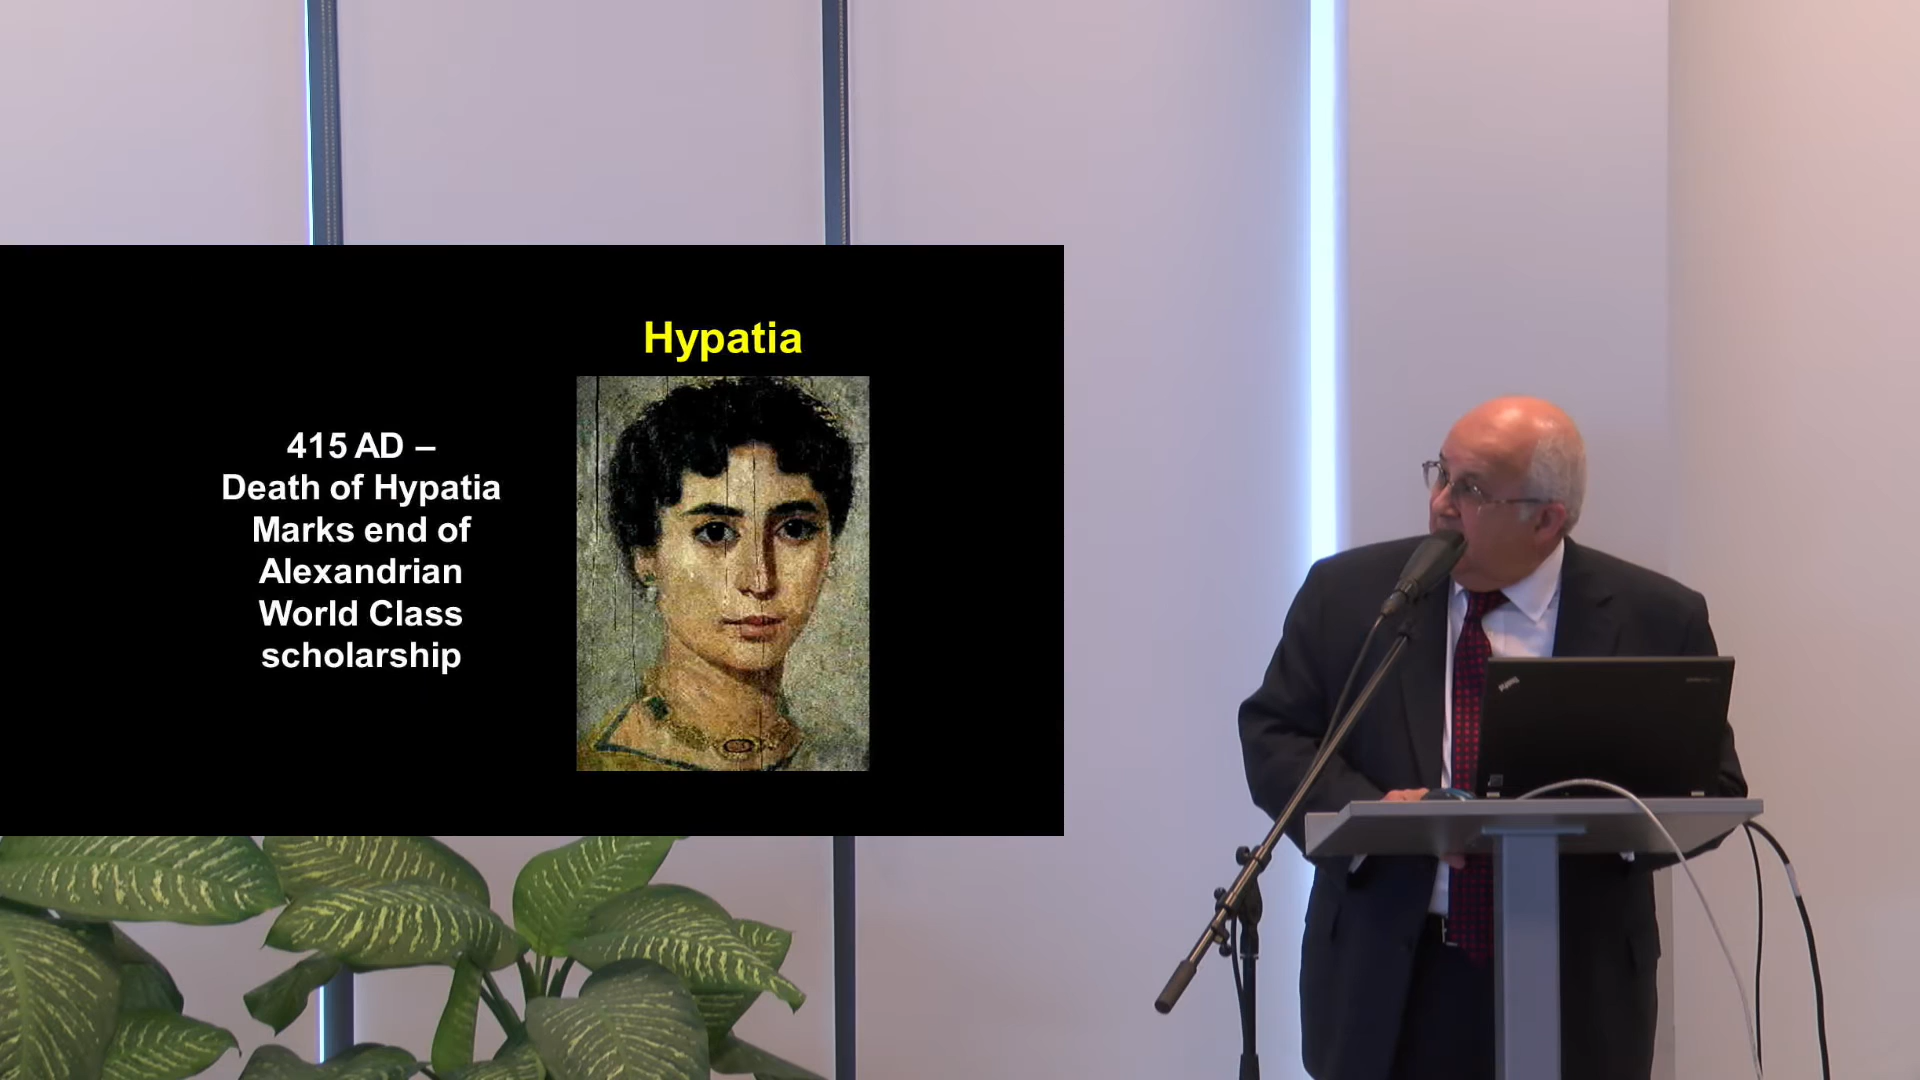 Hypatia
415 AD –
Death of Hypatia
Marks end of
Alexandrian
World Class
scholarship